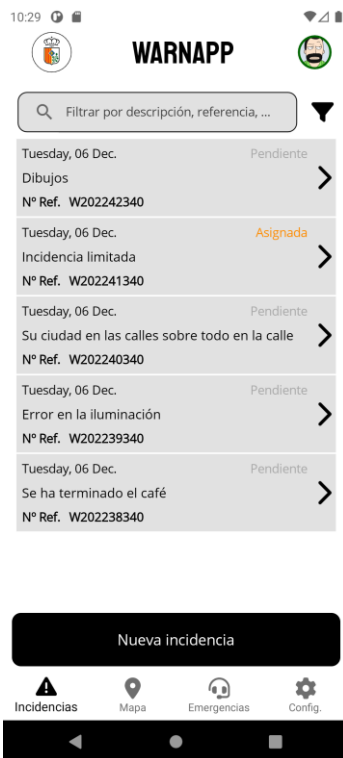 10:29
WARNAPP
Filtrar por descripción, referencia, ...
Tuesday, 06 Dec. Pendiente
Dibujos
Nº Ref. W202242340
Tuesday, 06 Dec. Asignada
Incidencia limitada
Nº Ref. W202241340
Tuesday, 06 Dec. Pendiente
Su ciudad en las calles sobre todo en la calle
Nº Ref. W202240340
Tuesday, 06 Dec. Pendiente
Error en la iluminación
Nº Ref. W202239340
Tuesday, 06 Dec. Pendiente
Se ha terminado el café
Nº Ref. W202238340
Nueva incidencia
Incidencias Mapa Emergencias Config.